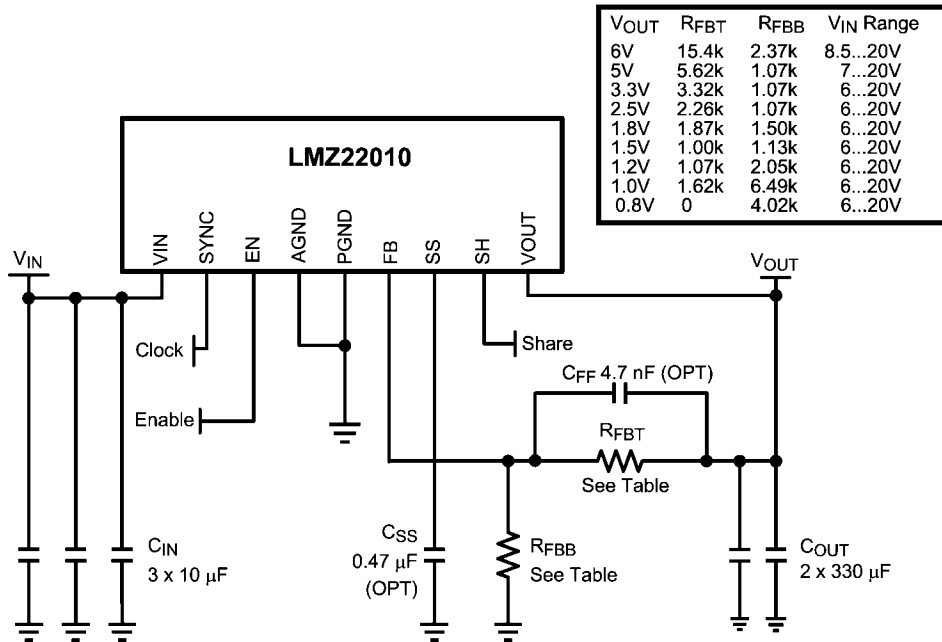 VOUT RFBT RFBB VIN Range
6V 15.4k 2.37k 8.5...20V
5V 5.62k 1.07k 7...20V
3.3V 3.32k 1.07k 6...20V
2.5V 2.26k 1.07k 6...20V
1.8V 1.87k 1.50k 6...20V
1.5V 1.00k 1.13k 6...20V
1.2V 1.07k 2.05k 6...20V
1.0V 1.62k 6.49k 6...20V
0.8V 0 4.02k 6...20V
LMZ22010
VIN
SYNC
EN
AGND
PGND
FB
SS
SH
VOUT
VIN
VOUT
Clock
Share
Enable
CFF 4.7 nF (OPT)
RFBT
See Table
CIN
3 x 10 μF
CSS
0.47 μF
(OPT)
RFBB
See Table
COUT
2 x 330 μF